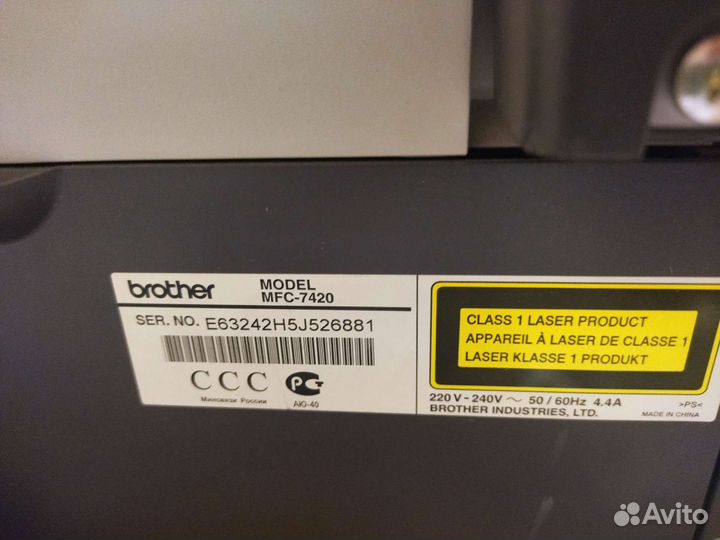 brother
MODEL
MFC-7420
SER. NO. E63242H5J526881
CCC
Минсвязи России
РСТ
АЮ-40
CLASS 1 LASER PRODUCT
APPAREIL À LASER DE CLASSE 1
LASER KLASSE 1 PRODUKT
220 V - 240V ~ 50 / 60Hz 4.4A
BROTHER INDUSTRIES, LTD.
>PS<
MADE IN CHINA
Avito